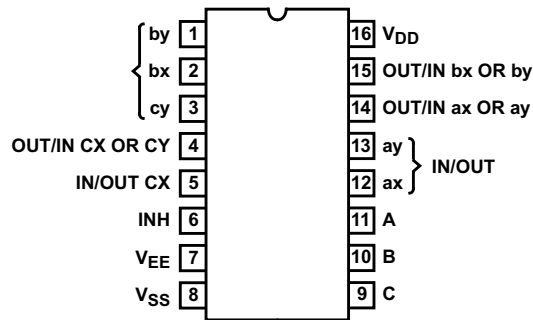 by 1 16 VDD
bx 2 15 OUT/IN bx OR by
cy 3 14 OUT/IN ax OR ay
OUT/IN CX OR CY 4 13 ay
IN/OUT
IN/OUT CX 5 12 ax
INH 6 11 A
VEE 7 10 B
VSS 8 9 C